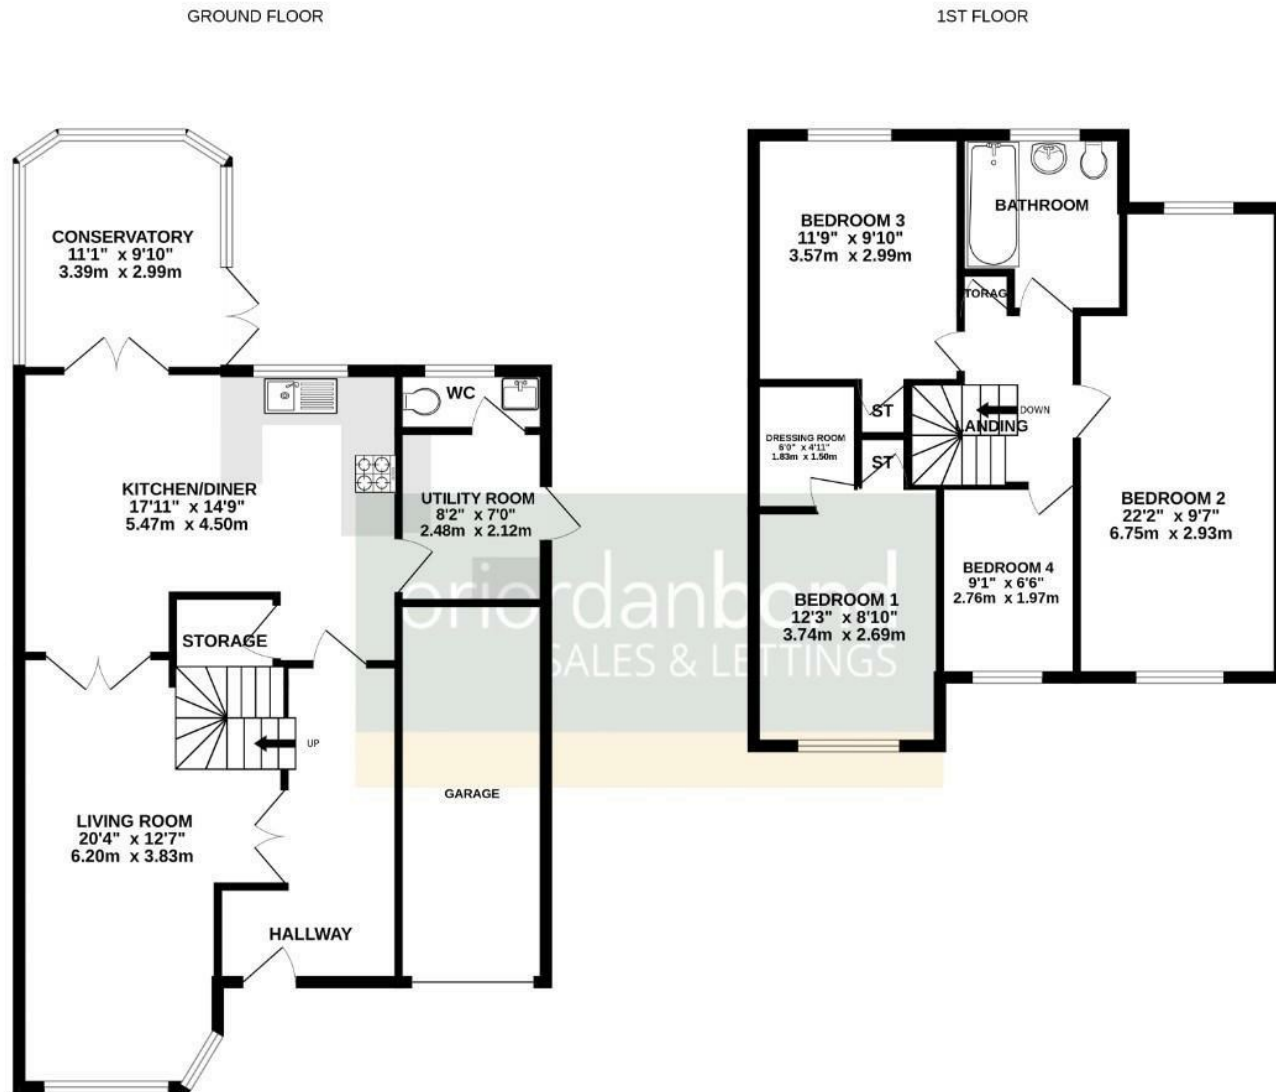 GROUND FLOOR
1ST FLOOR
CONSERVATORY
11'1" x 9'10"
3.39m x 2.99m
KITCHEN/DINER
17'11" x 14'9"
5.47m x 4.50m
WC
UTILITY ROOM
8'2" x 7'0"
2.48m x 2.12m
STORAGE
UP
LIVING ROOM
20'4" x 12'7"
6.20m x 3.83m
HALLWAY
GARAGE
BEDROOM 3
11'9" x 9'10"
3.57m x 2.99m
BATHROOM
TORAG
ST
DOWN
LANDING
DRESSING ROOM
6'0" x 4'11"
1.83m x 1.50m
ST
BEDROOM 2
22'2" x 9'7"
6.75m x 2.93m
BEDROOM 4
9'1" x 6'6"
2.76m x 1.97m
BEDROOM 1
12'3" x 8'10"
3.74m x 2.69m
oriordanbond
SALES & LETTINGS